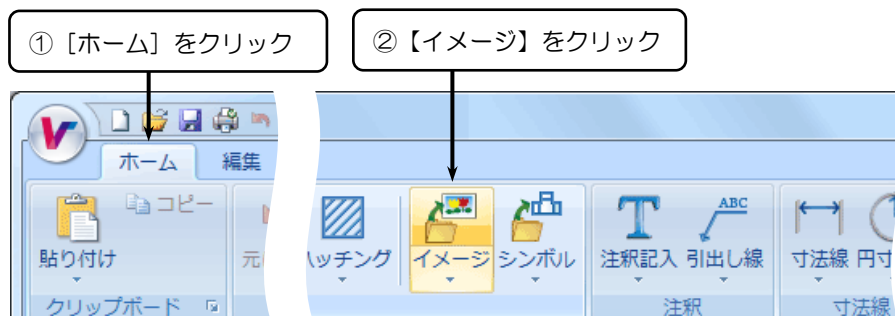 ①［ホーム］をクリック
②【イメージ】をクリック
ホーム 編集
コピー
ABC
貼り付け 元 ハッチング イメージ シンボル 注釈記入 引出し線 寸法線 円寸
クリップボード 注釈 寸法線